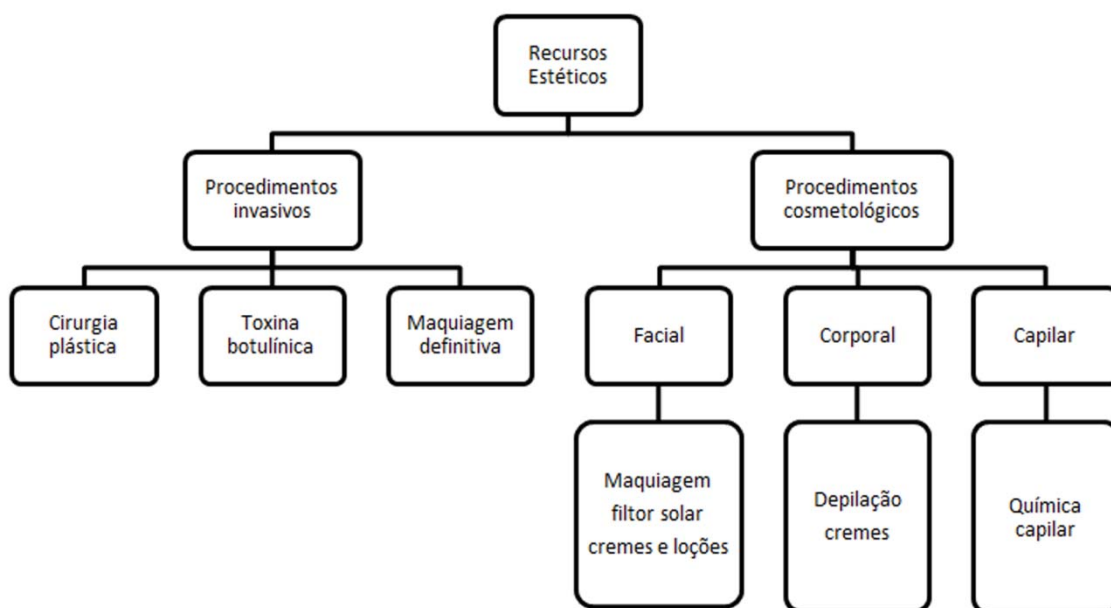 Recursos
Estéticos
Procedimentos
invasivos
Procedimentos
cosmetológicos
Cirurgia
plástica
Toxina
botulínica
Maquiagem
definitiva
Facial
Corporal
Capilar
Maquiagem
filtor solar
cremes e loções
Depilação
cremes
Química
capilar